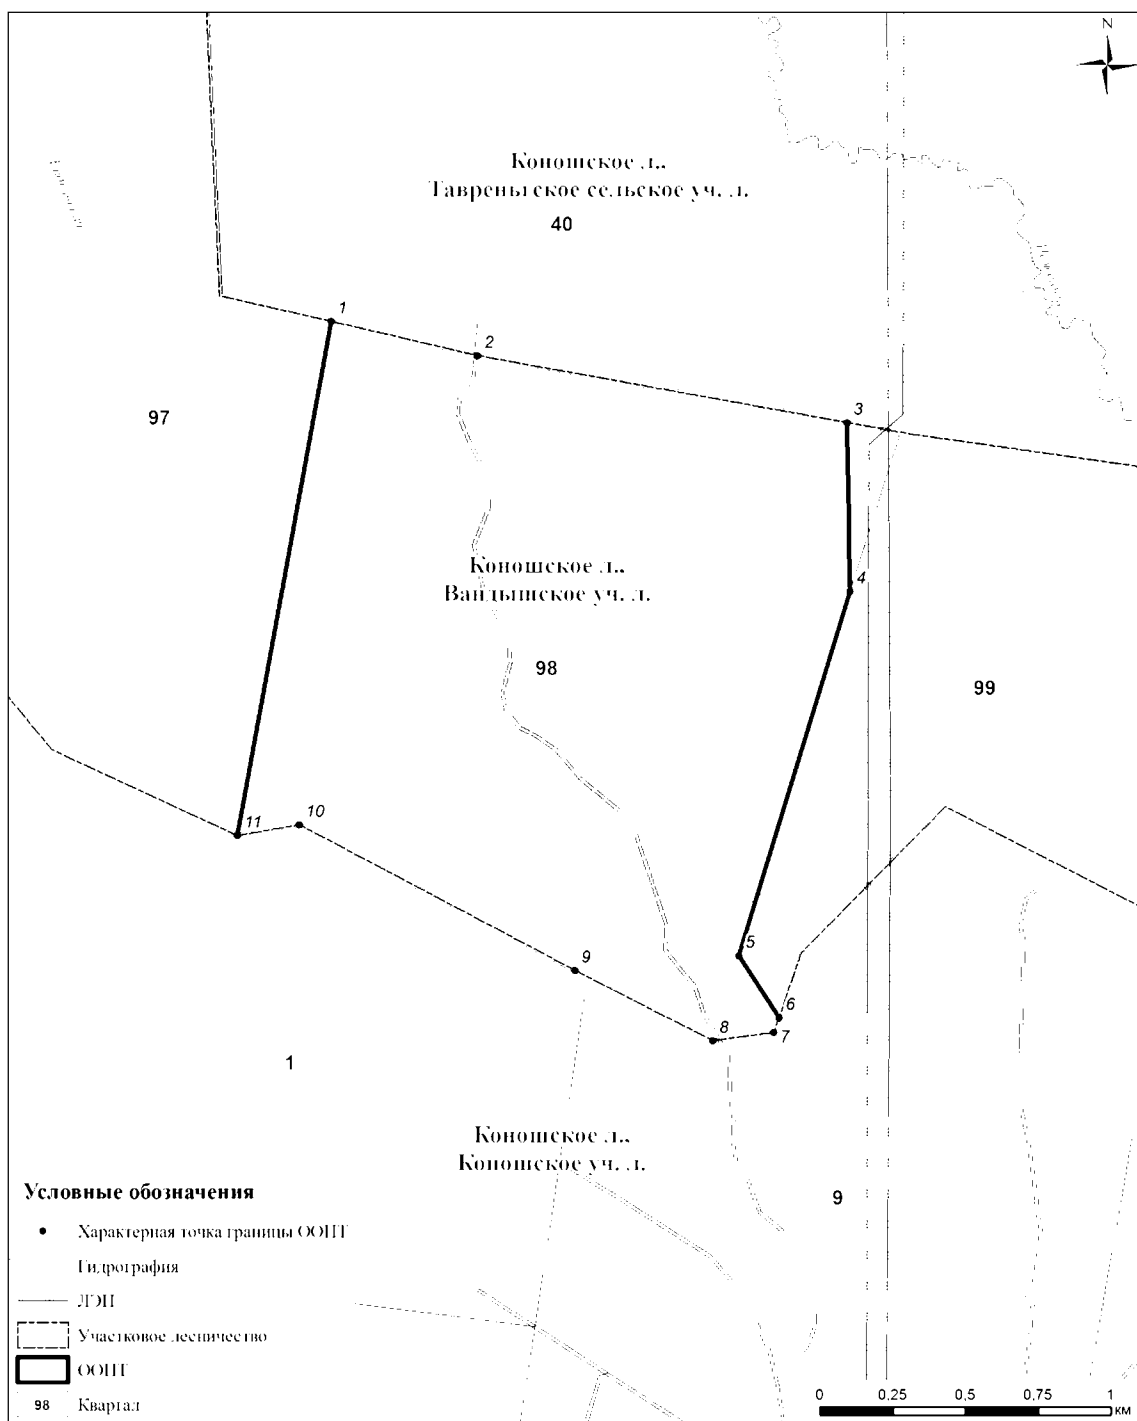 N
Коношское л.,
Тавреньгское сельское уч. л.
40
1
2
97
3
Коношское л.,
Вандышское уч. л.
4
98
99
10
11
5
9
6
8
7
1
Коношское л.,
Коношское уч. л.
9
Условные обозначения
Характерная точка границы ООПТ
Гидрография
ЛЭП
Участковое лесничество
ООПТ
98 Квартал
0 0,25 0,5 0,75 1
км